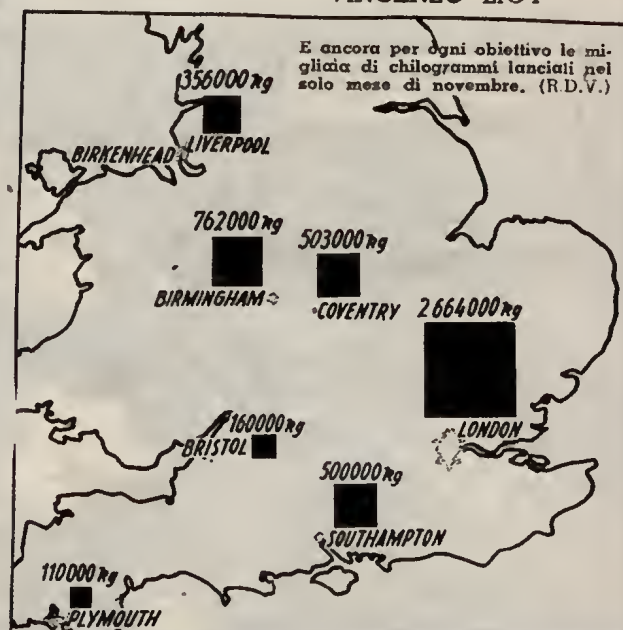 E ancora per ogni obiettivo le mi-
gliaia di chilogrammi lanciati nel
solo mese di novembre. (R.D.V.)
356000 kg
LIVERPOOL
BIRKENHEAD
762000 kg
BIRMINGHAM
503000 kg
COVENTRY
2664000 kg
LONDON
160000 kg
BRISTOL
500000 kg
SOUTHAMPTON
110000 kg
PLYMOUTH